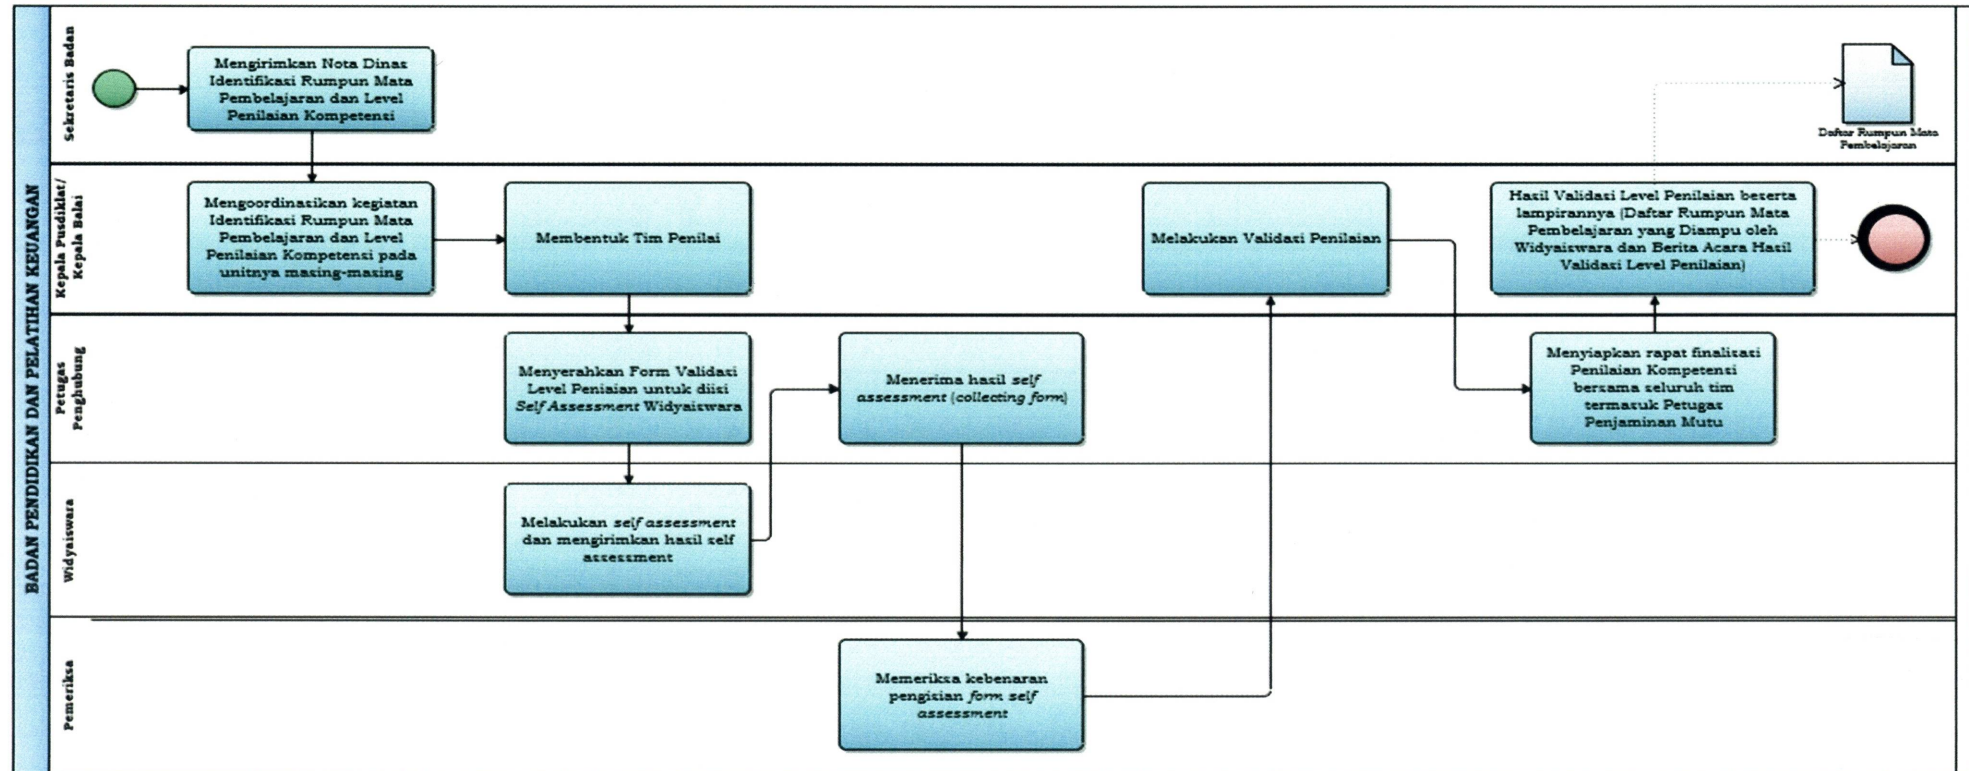 BADAN PENDIDIKAN DAN PELATIHAN KEUANGAN
Sekretaris Badan
Mengirimkan Nota Dinas
Identifikasi Rumpun Mata
Pembelajaran dan Level
Penilaian Kompetensi
Daftar Rumpun Mata
Pembelajaran
Kepala Pusdiklat/
Kepala Balai
Mengoordinasikan kegiatan
Identifikasi Rumpun Mata
Pembelajaran dan Level
Penilaian Kompetensi pada
unitnya masing-masing
Membentuk Tim Penilai
Melakukan Validasi Penilaian
Hasil Validasi Level Penilaian beserta
lampirannya (Daftar Rumpun Mata
Pembelajaran yang Diampu oleh
Widyaiswara dan Berita Acara Hasil
Validasi Level Penilaian)
Petugas
Penghubung
Menyerahkan Form Validasi
Level Peniaian untuk diisi
Self Assessment Widyaiswara
Menerima hasil self
assessment (collecting form)
Menyiapkan rapat finalisasi
Penilaian Kompetensi
bersama seluruh tim
termasuk Petugas
Penjaminan Mutu
Widyaiswara
Melakukan self assessment
dan mengirimkan hasil self
assessment
Pemeriksa
Memeriksa kebenaran
pengisian form self
assessment